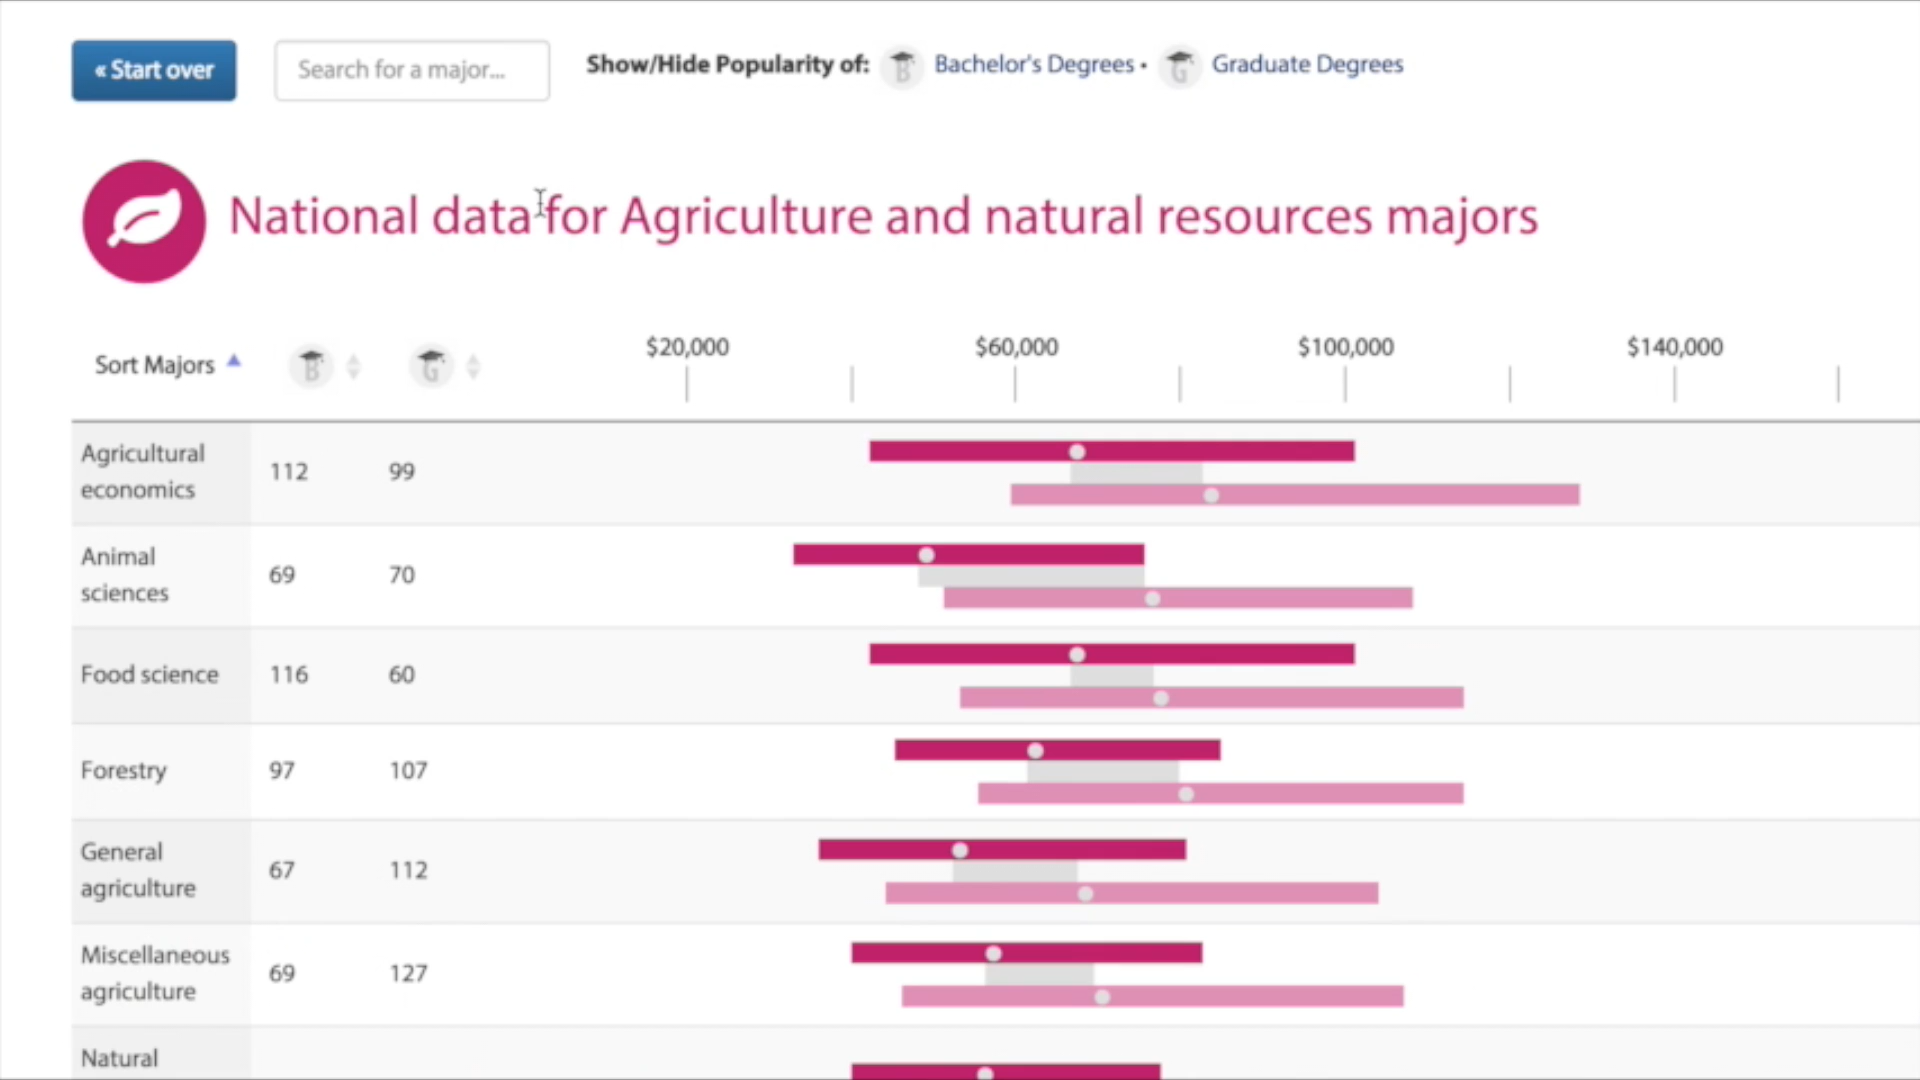 « Start over
Search for a major...
Show/Hide Popularity of: B Bachelor's Degrees • G Graduate Degrees
National data for Agriculture and natural resources majors
Sort Majors B G
$20,000 $60,000 $100,000 $140,000
Agricultural
economics
112 99
Animal
sciences
69 70
Food science 116 60
Forestry 97 107
General
agriculture
67 112
Miscellaneous
agriculture
69 127
Natural